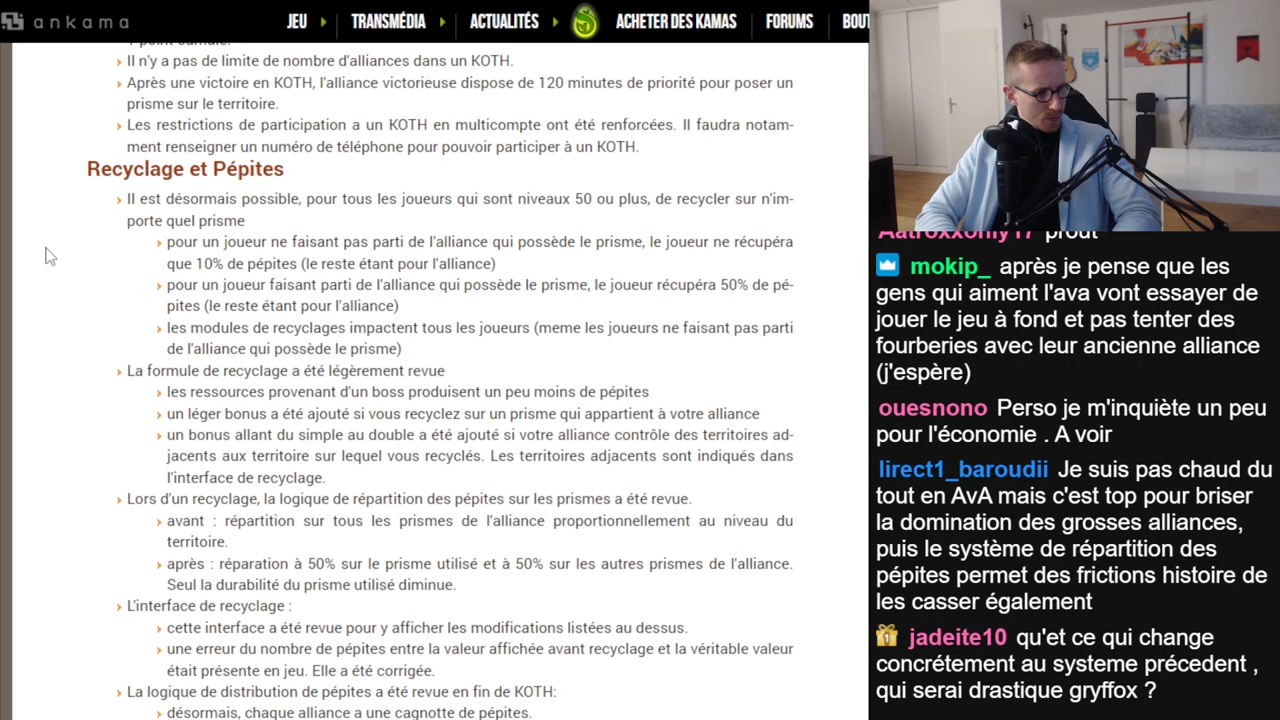 ankama
JEU
TRANSMÉDIA
ACTUALITÉS
ACHETER DES KAMAS
FORUMS
BOUT
1 point cumulé.
Il n'y a pas de limite de nombre d'alliances dans un KOTH.
Après une victoire en KOTH, l'alliance victorieuse dispose de 120 minutes de priorité pour poser un
prisme sur le territoire.
Les restrictions de participation a un KOTH en multicompte ont été renforcées. Il faudra notam-
ment renseigner un numéro de téléphone pour pouvoir participer à un KOTH.
Recyclage et Pépites
Il est désormais possible, pour tous les joueurs qui sont niveaux 50 ou plus, de recycler sur n'im-
porte quel prisme
pour un joueur ne faisant pas parti de l'alliance qui possède le prisme, le joueur ne récupéra
que 10% de pépites (le reste étant pour l'alliance)
pour un joueur faisant parti de l'alliance qui possède le prisme, le joueur récupéra 50% de pé-
pites (le reste étant pour l'alliance)
les modules de recyclages impactent tous les joueurs (meme les joueurs ne faisant pas parti
de l'alliance qui possède le prisme)
La formule de recyclage a été légèrement revue
les ressources provenant d'un boss produisent un peu moins de pépites
un léger bonus a été ajouté si vous recyclez sur un prisme qui appartient à votre alliance
un bonus allant du simple au double a été ajouté si votre alliance contrôle des territoires ad-
jacents aux territoire sur lequel vous recyclés. Les territoires adjacents sont indiqués dans
l'interface de recyclage.
Lors d'un recyclage, la logique de répartition des pépites sur les prismes a été revue.
avant : répartition sur tous les prismes de l'alliance proportionnellement au niveau du
territoire.
après : réparation à 50% sur le prisme utilisé et à 50% sur les autres prismes de l'alliance.
Seul la durabilité du prisme utilisé diminue.
L'interface de recyclage :
cette interface a été revue pour y afficher les modifications listées au dessus.
une erreur du nombre de pépites entre la valeur affichée avant recyclage et la véritable valeur
était présente en jeu. Elle a été corrigée.
La logique de distribution de pépites a été revue en fin de KOTH:
désormais, chaque alliance a une cagnotte de pépites.
Aatroxxonly17 prout
mokip_ après je pense que les
gens qui aiment l'ava vont essayer de
jouer le jeu à fond et pas tenter des
fourberies avec leur ancienne alliance
(j'espère)
ouesnono Perso je m'inquiète un peu
pour l'économie . A voir
lirect1_baroudii Je suis pas chaud du
tout en AvA mais c'est top pour briser
la domination des grosses alliances,
puis le système de répartition des
pépites permet des frictions histoire de
les casser également
1 jadeite10 qu'et ce qui change
concrétement au systeme précedent ,
qui serai drastique gryffox ?